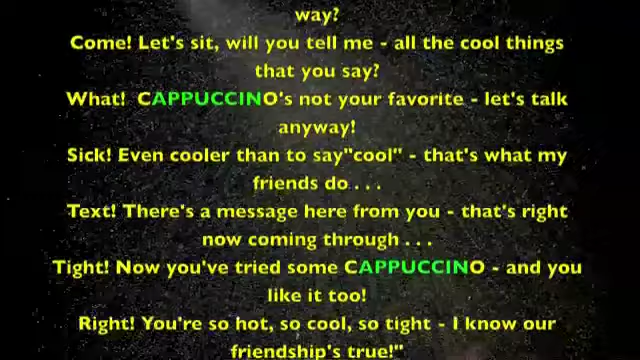 way?
Come! Let's sit, will you tell me - all the cool things
that you say?
What!  CAPPUCCINO's not your favorite - let's talk
anyway!
Sick! Even cooler than to say"cool" - that's what my
friends do . . .
Text! There's a message here from you - that's right
now coming through . . .
Tight! Now you've tried some CAPPUCCINO - and you
like it too!
Right! You're so hot, so cool, so tight - I know our
friendship's true!"